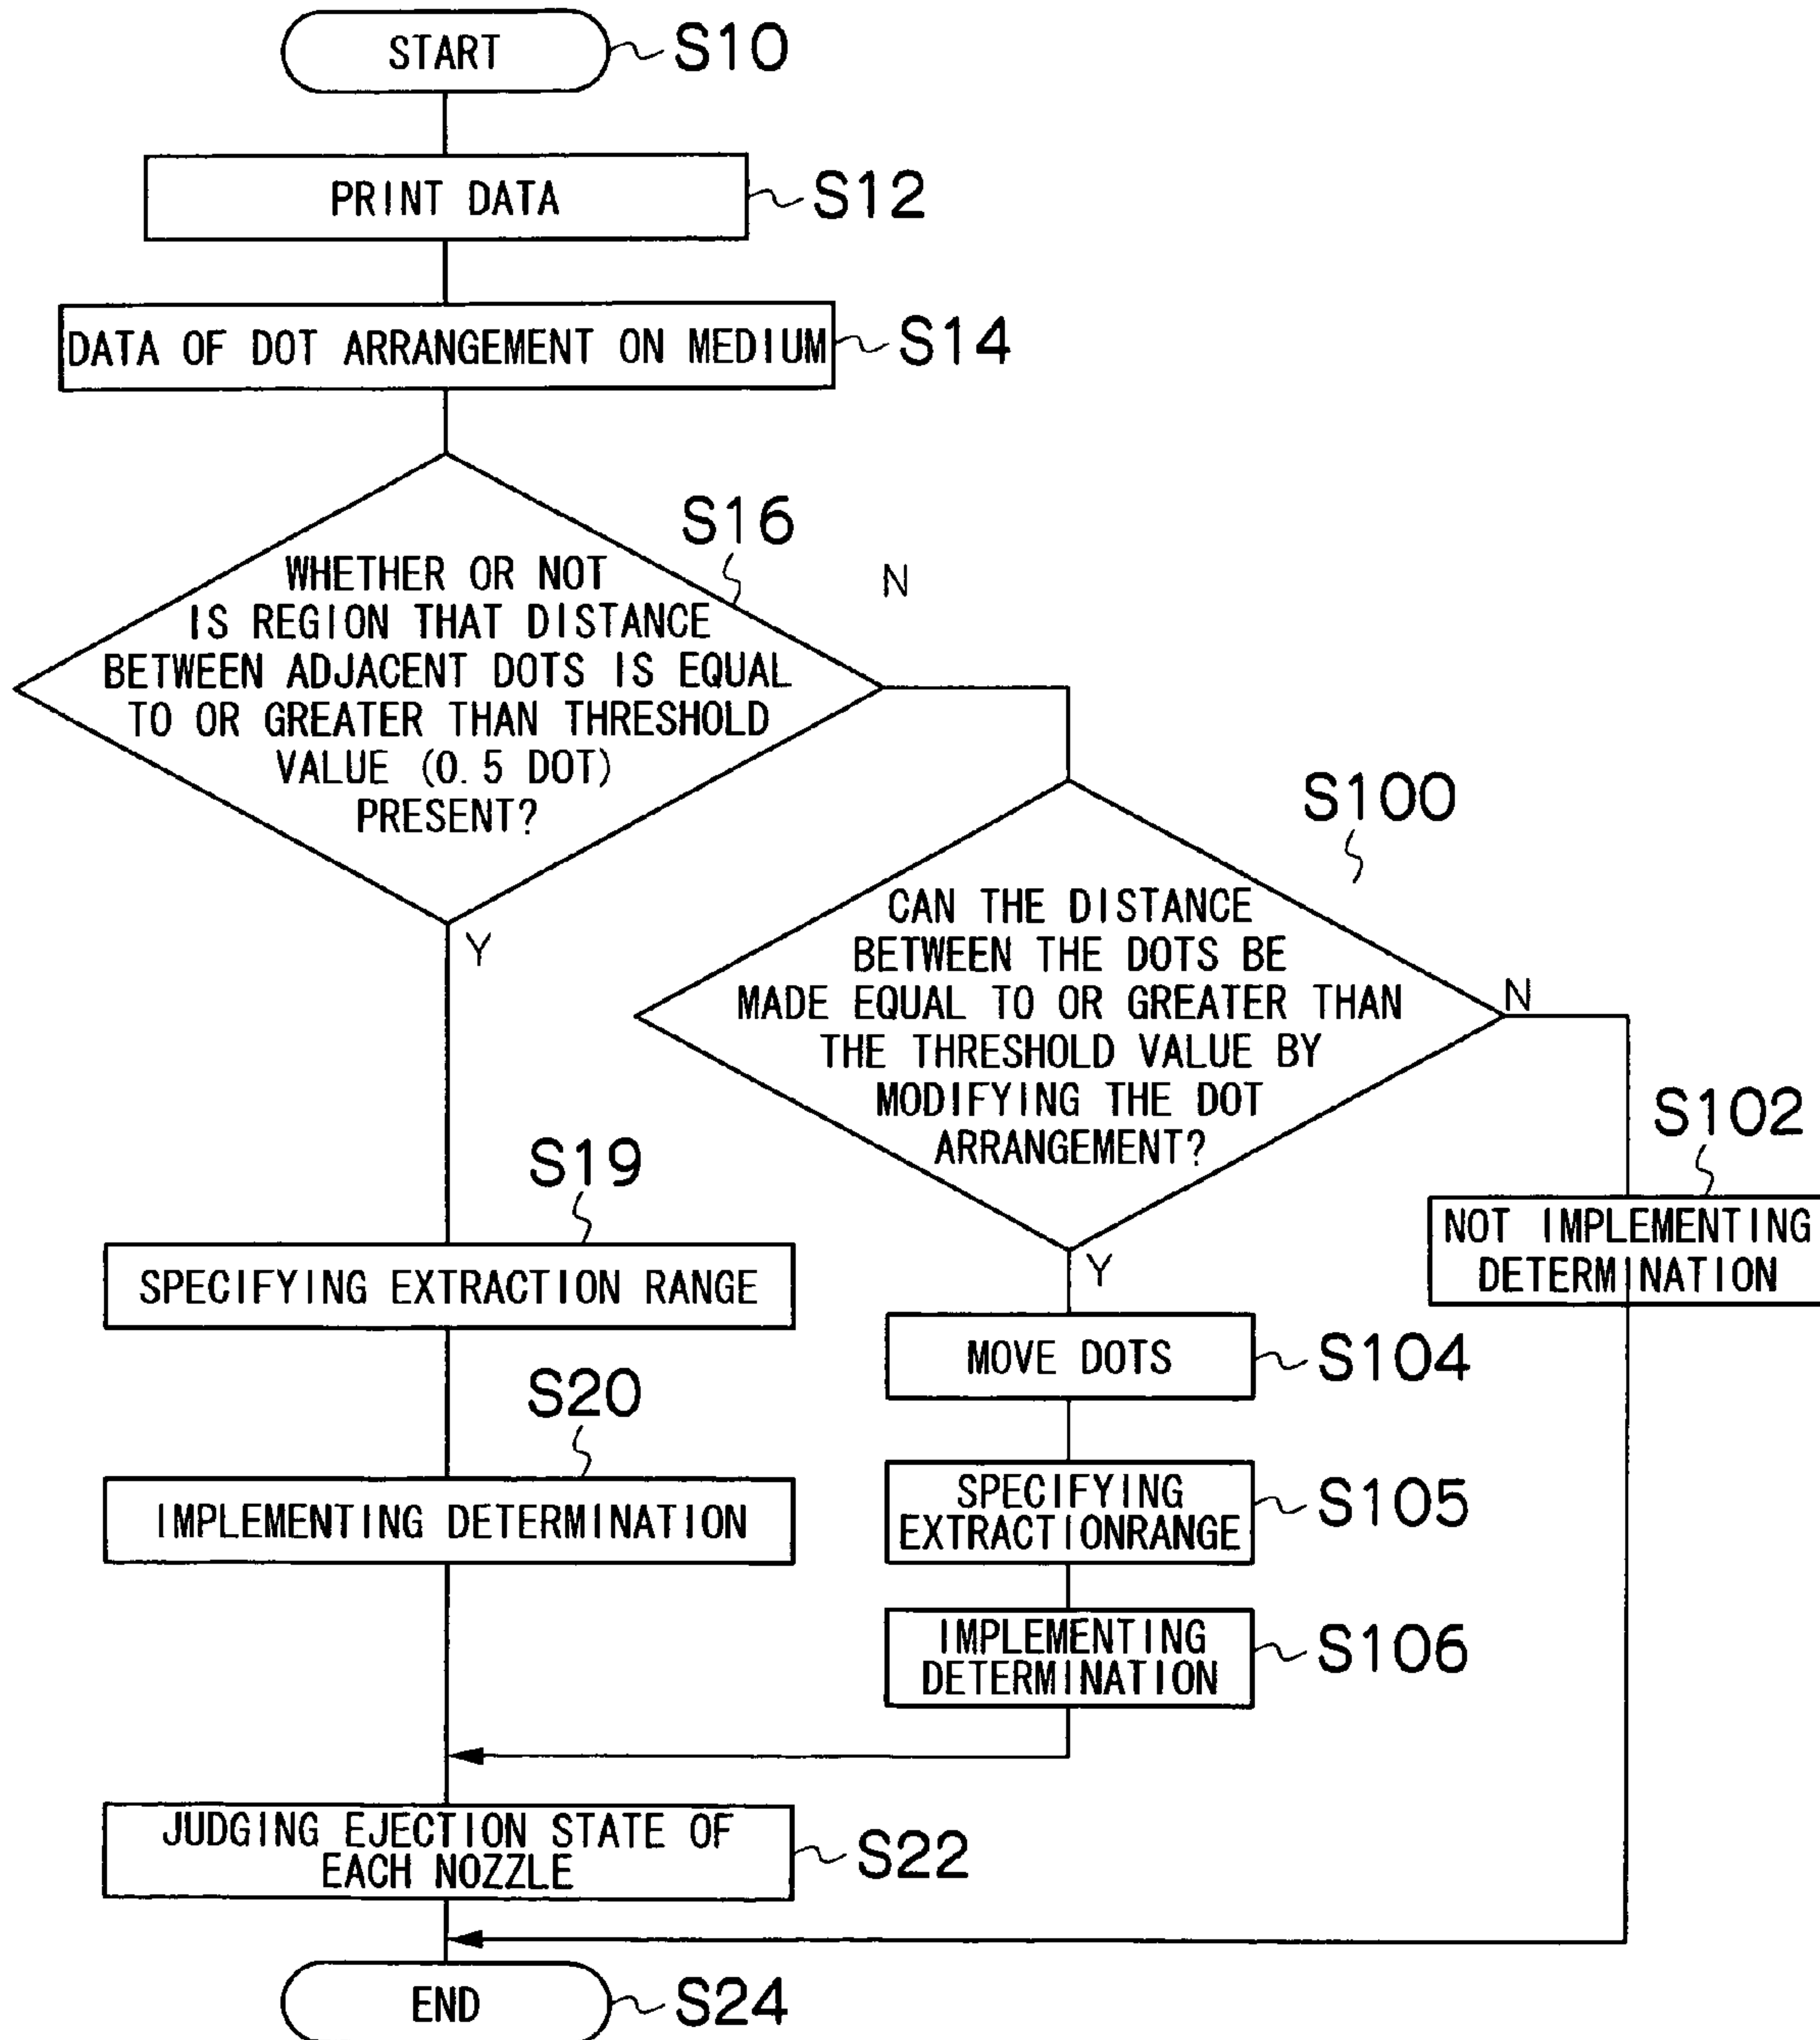 START
S10
PRINT DATA
S12
DATA OF DOT ARRANGEMENT ON MEDIUM
S14
S16
N
WHETHER OR NOT
IS REGION THAT DISTANCE
BETWEEN ADJACENT DOTS IS EQUAL
TO OR GREATER THAN THRESHOLD
VALUE (0.5 DOT)
PRESENT?
Y
S100
CAN THE DISTANCE
BETWEEN THE DOTS BE
MADE EQUAL TO OR GREATER THAN
THE THRESHOLD VALUE BY
MODIFYING THE DOT
ARRANGEMENT?
N
Y
S102
NOT IMPLEMENTING
DETERMINATION
S19
SPECIFYING EXTRACTION RANGE
MOVE DOTS
S104
S20
IMPLEMENTING DETERMINATION
SPECIFYING
EXTRACTIONRANGE
S105
IMPLEMENTING
DETERMINATION
S106
JUDGING EJECTION STATE OF
EACH NOZZLE
S22
END
S24